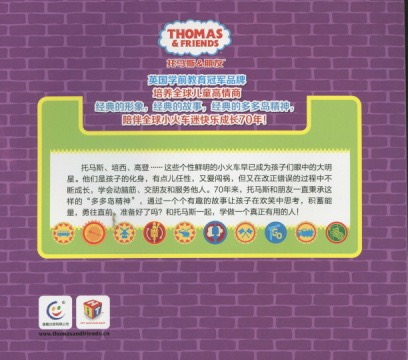 THOMAS
& FRIENDS
托马斯&朋友
英国学前教育冠军品牌
培养全球儿童高情商
经典的形象，经典的故事，经典的多多岛精神，
陪伴全球小火车迷快乐成长70年！
托马斯、培西、高登……这些个性鲜明的小火车早已成为孩子们眼中的大明
星。他们是孩子的化身，有点儿任性，又爱闯祸，但又在改正错误的过程中不
断成长，学会动脑筋、交朋友和服务他人。70年来，托马斯和朋友一直秉承这
样的“多多岛精神”，通过一个个有趣的故事让孩子在欢笑中思考，积蓄能
量，勇往直前。准备好了吗？和托马斯一起，学做一个真正有用的人！
www.thomasandfriends.cn